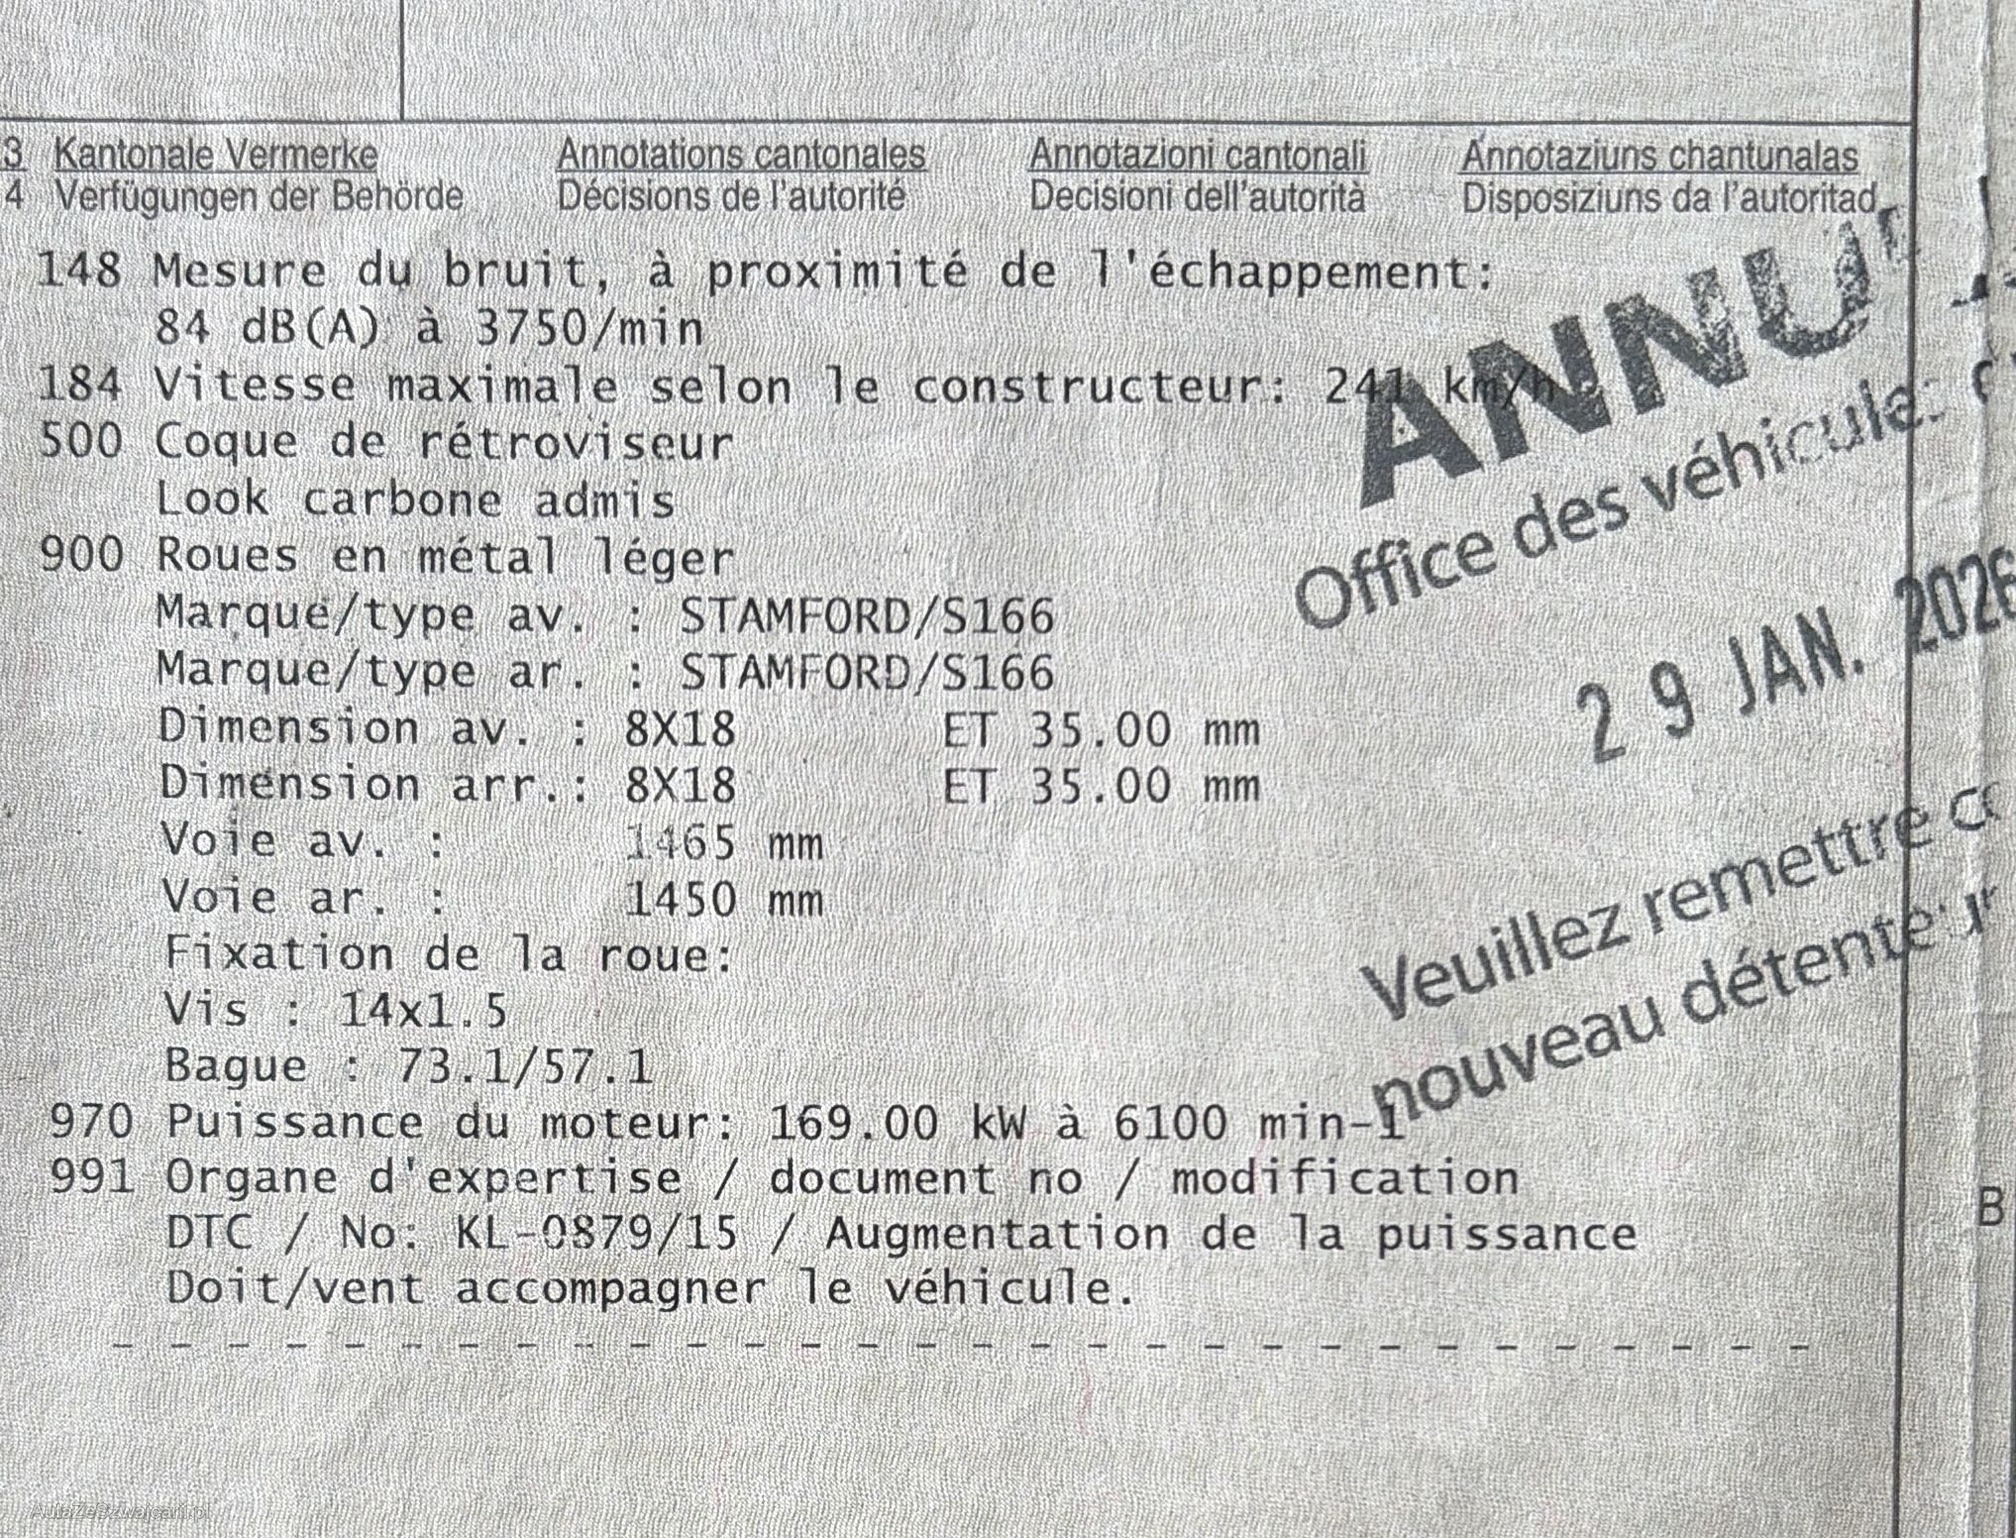 3 Kantonale Vermerke Annotations cantonales Annotazioni cantonali Annotaziuns chantunalas
4 Verfügungen der Behörde Décisions de l'autorité Decisioni dell'autorità Disposiziuns da l'autoritad
148 Mesure du bruit, à proximité de l'échappement:
84 dB(A) à 3750/min
184 Vitesse maximale selon le constructeur: 241 km/h
500 Coque de rétroviseur
Look carbone admis
900 Roues en métal léger
Marque/type av. : STAMFORD/S166
Marque/type ar. : STAMFORD/S166
Dimension av. : 8X18 ET 35.00 mm
Dimension arr.: 8X18 ET 35.00 mm
Voie av. : 1465 mm
Voie ar. : 1450 mm
Fixation de la roue:
Vis : 14x1.5
Bague : 73.1/57.1
970 Puissance du moteur: 169.00 kW à 6100 min-1
991 Organe d'expertise / document no / modification
DTC / No: KL-0879/15 / Augmentation de la puissance
Doit/vent accompagner le véhicule.
ANNU
Office des véhicule
29 JAN. 2026
Veuillez remettre
nouveau détenteur
B
AutaZeSzwajcarii.pl